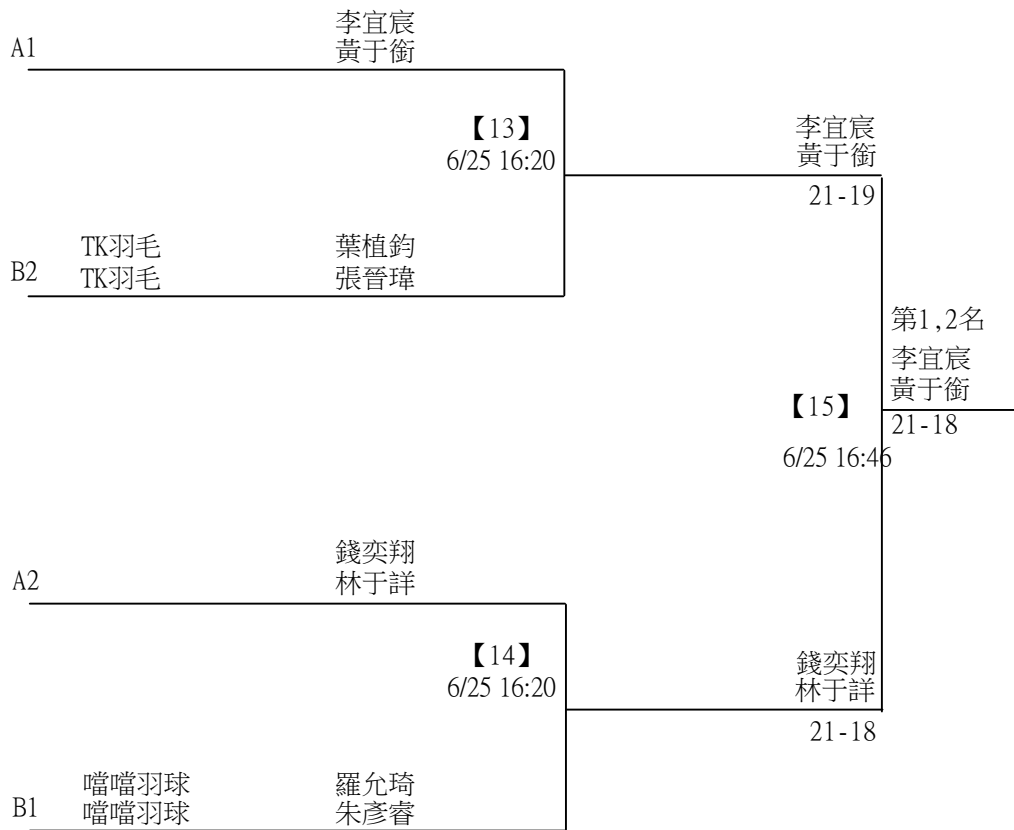 李宜宸
A1 黃于銜
【13】
6/25 16:20
李宜宸
黃于銜
21-19
TK羽毛 葉植鈞
B2 TK羽毛 張晉瑋
第1,2名
李宜宸
黃于銜
【15】
21-18
6/25 16:46
錢奕翔
A2 林于詳
【14】
6/25 16:20
錢奕翔
林于詳
21-18
噹噹羽球 羅允琦
B1 噹噹羽球 朱彥睿